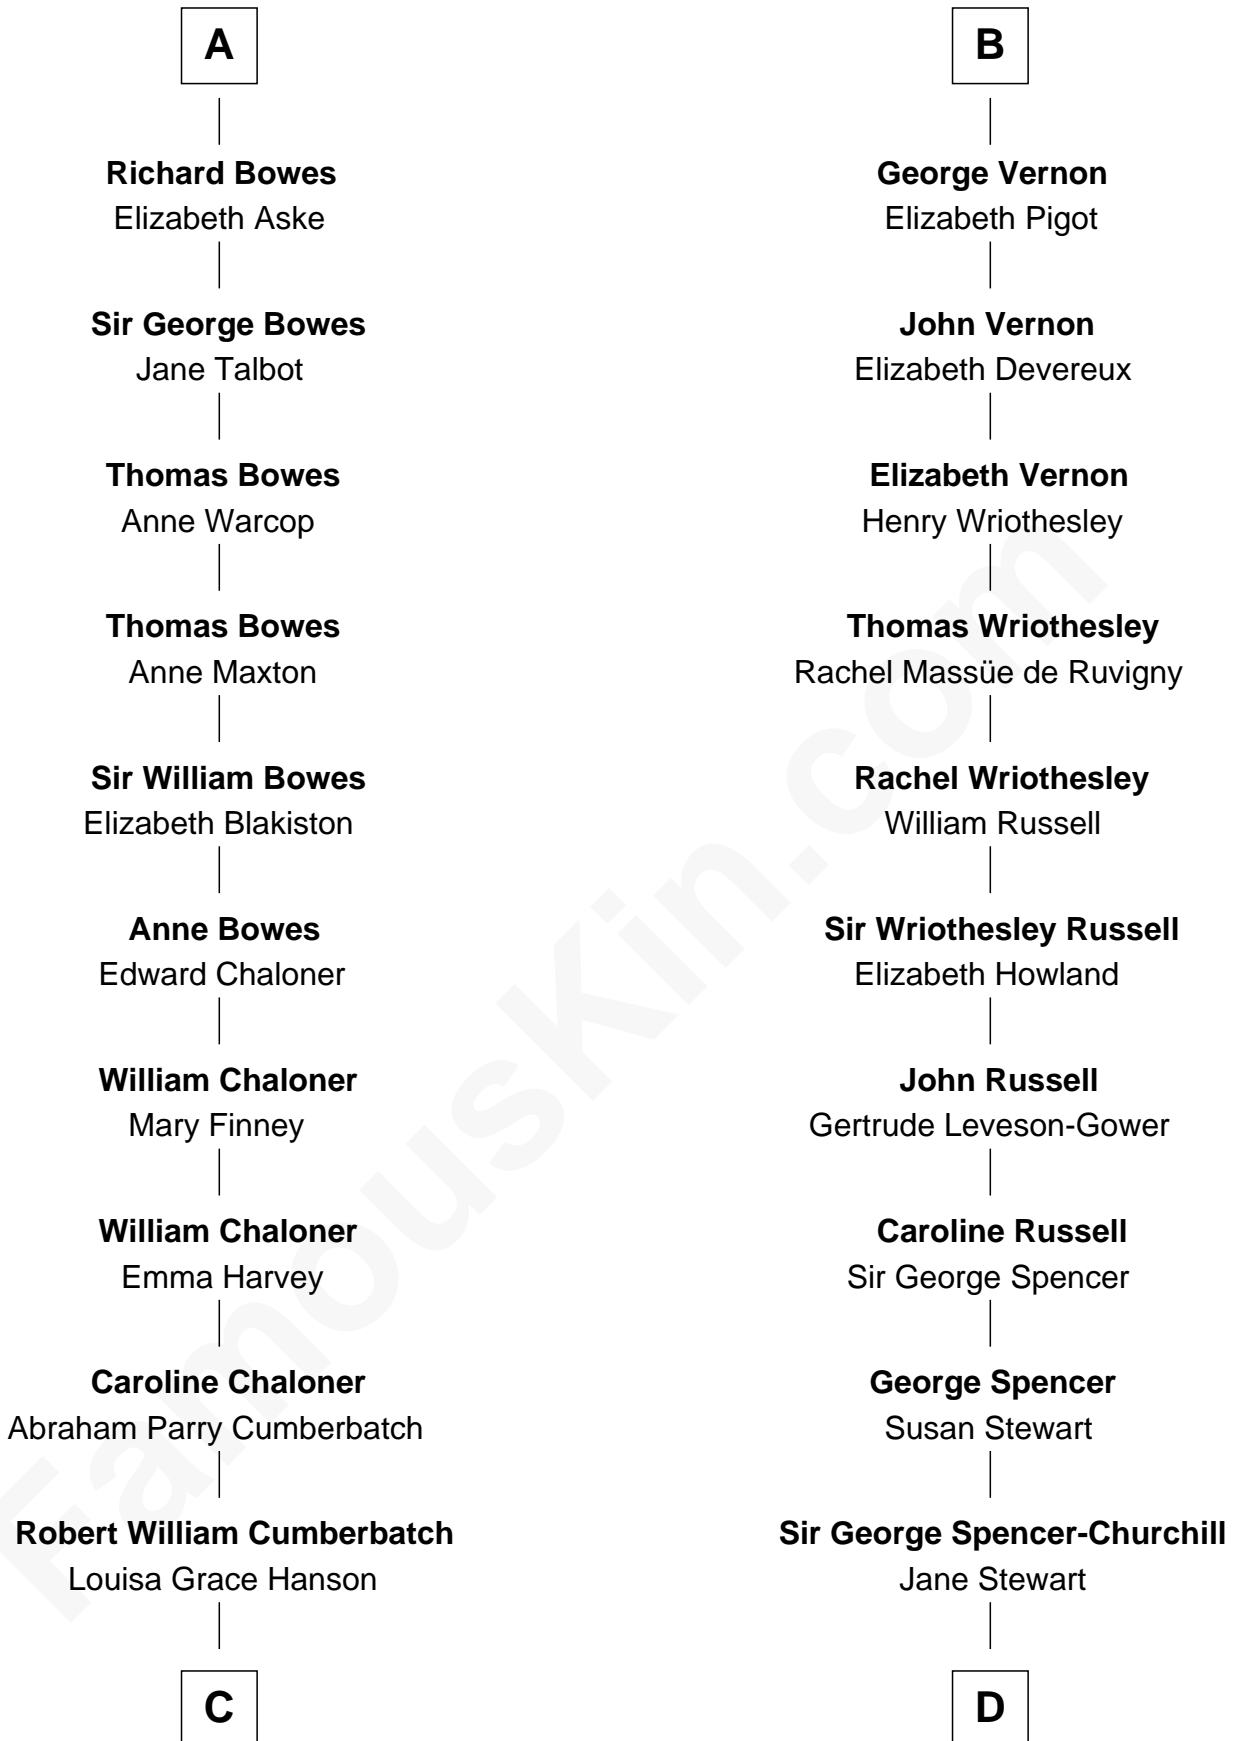 A
Richard Bowes
Elizabeth Aske
Sir George Bowes
Jane Talbot
Thomas Bowes
Anne Warcop
Thomas Bowes
Anne Maxton
Sir William Bowes
Elizabeth Blakiston
Anne Bowes
Edward Chaloner
William Chaloner
Mary Finney
William Chaloner
Emma Harvey
Caroline Chaloner
Abraham Parry Cumberbatch
Robert William Cumberbatch
Louisa Grace Hanson
C
B
George Vernon
Elizabeth Pigot
John Vernon
Elizabeth Devereux
Elizabeth Vernon
Henry Wriothesley
Thomas Wriothesley
Rachel Massüe de Ruvigny
Rachel Wriothesley
William Russell
Sir Wriothesley Russell
Elizabeth Howland
John Russell
Gertrude Leveson-Gower
Caroline Russell
Sir George Spencer
George Spencer
Susan Stewart
Sir George Spencer-Churchill
Jane Stewart
D
FamousKin.com